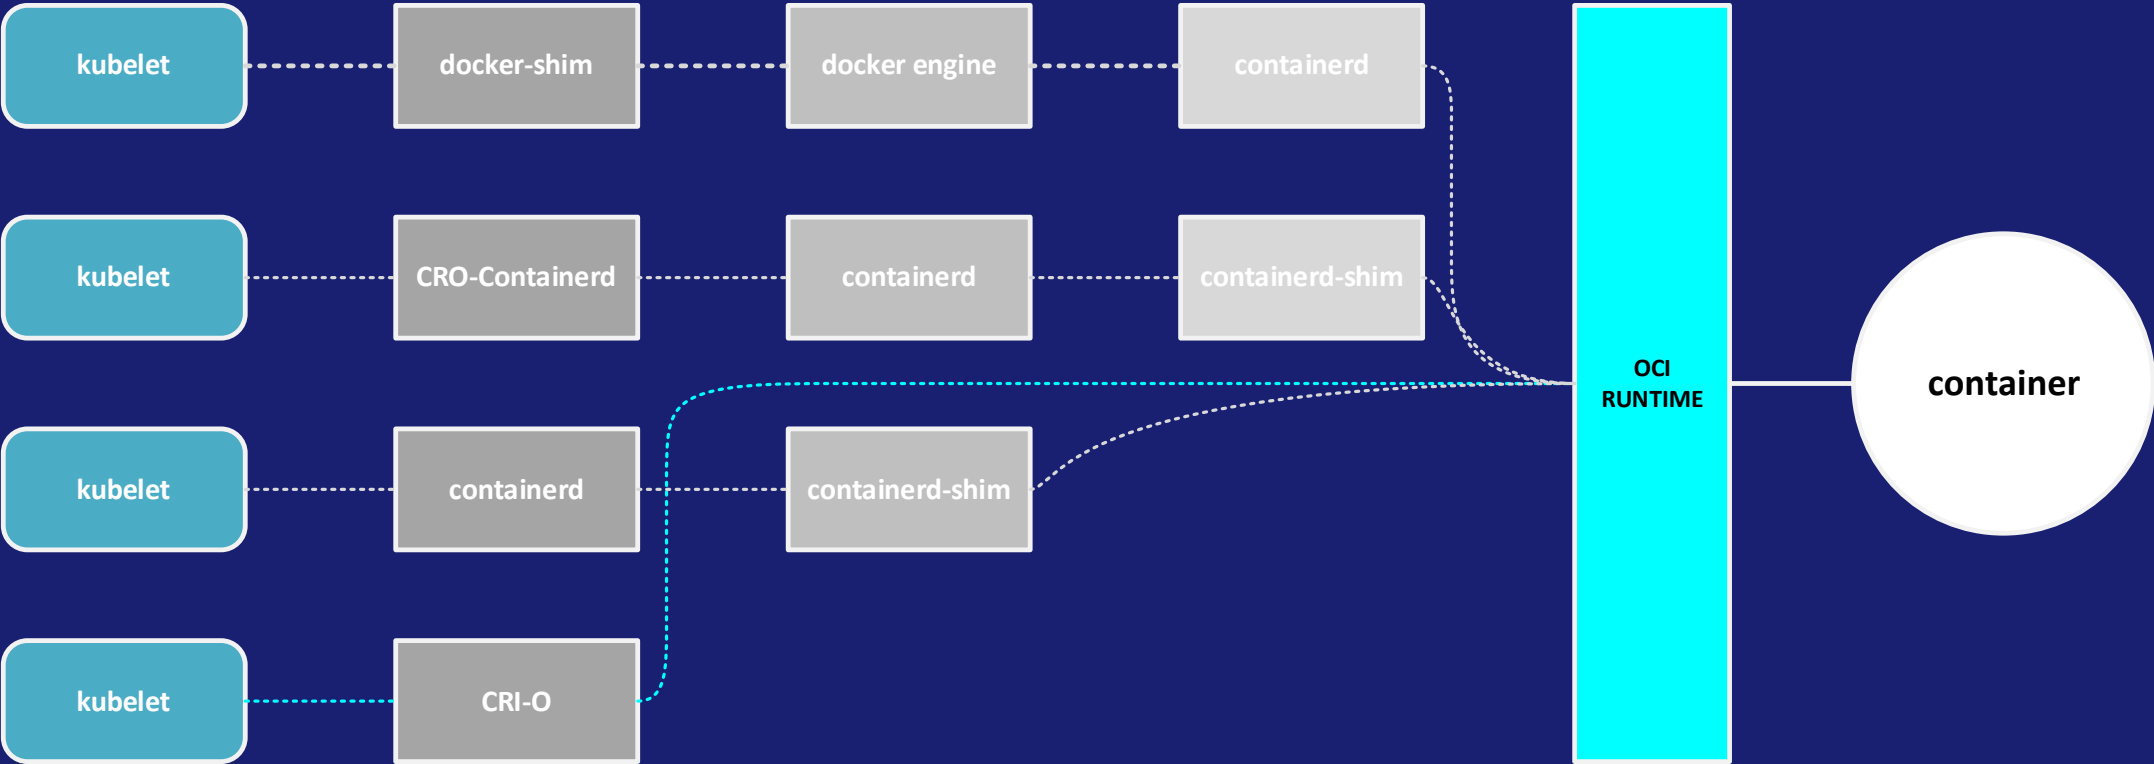 kubelet
docker-shim
docker engine
containerd
kubelet
CRO-Containerd
containerd
containerd-shim
OCI
RUNTIME
container
kubelet
containerd
containerd-shim
kubelet
CRI-O